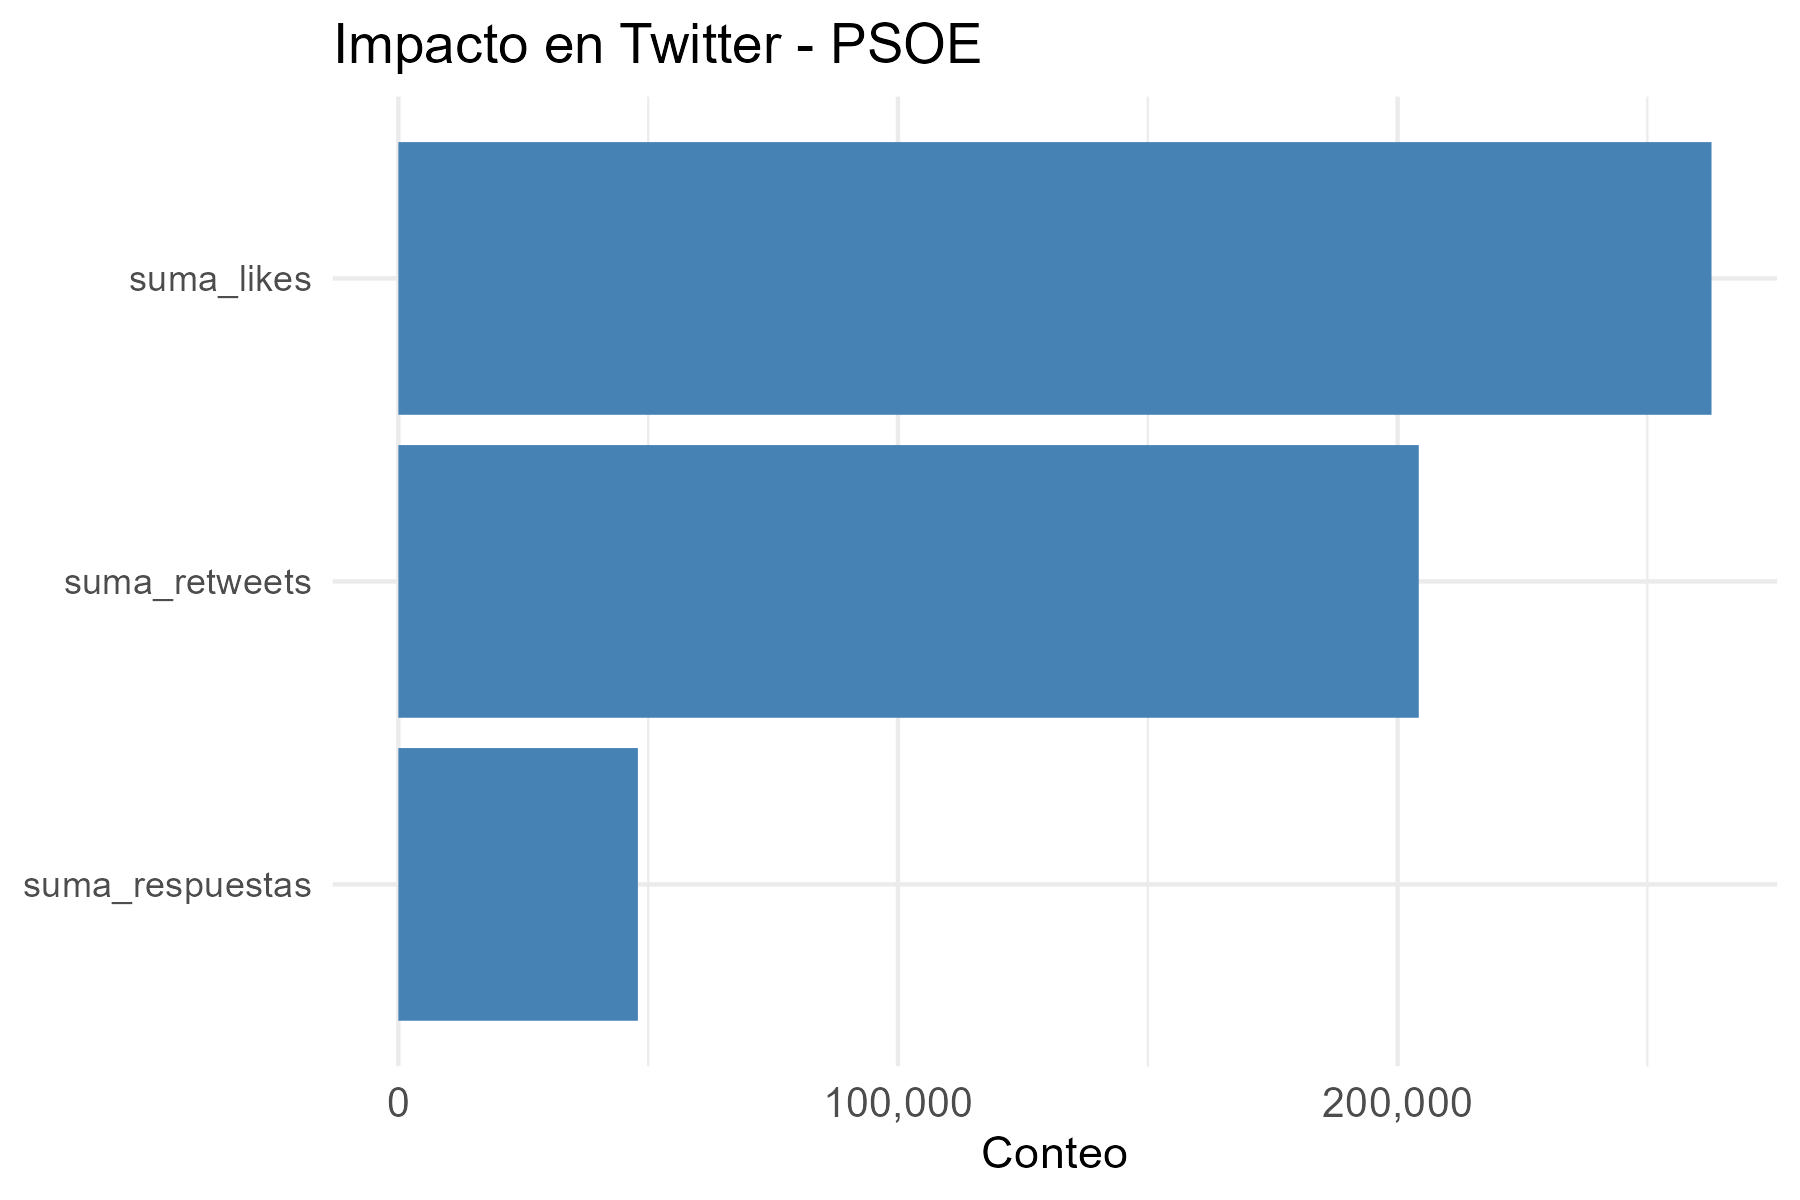 Impacto en Twitter - PSOE
suma_likes
suma_retweets
suma_respuestas
0 100,000 200,000
Conteo